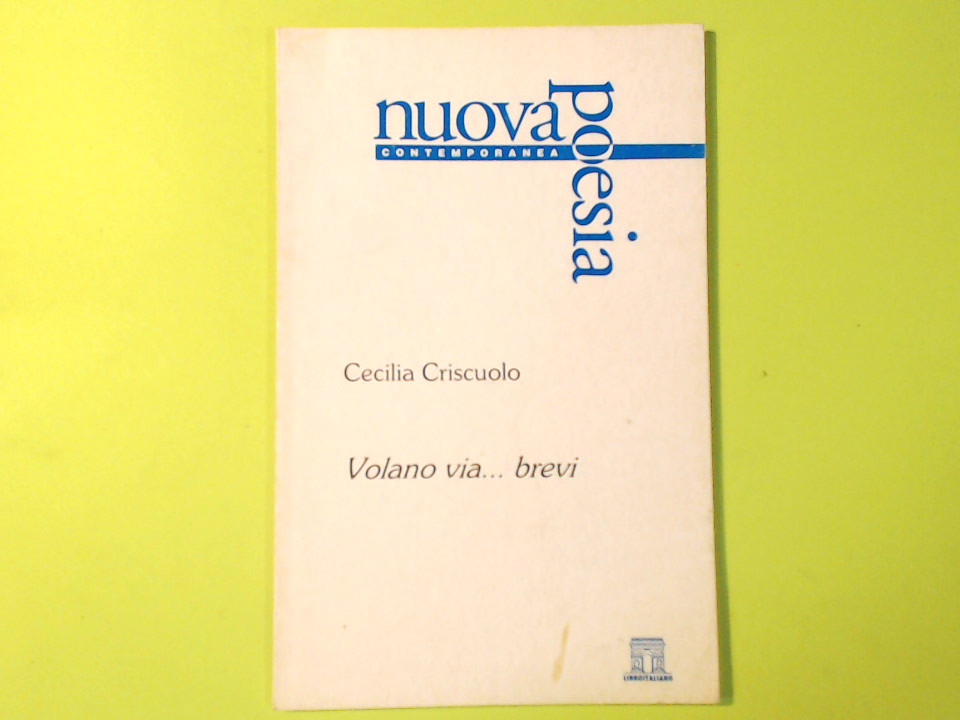 nuova
poesia
CONTEMPORANEA
Cecilia Criscuolo
Volano via... brevi
LIBROITALIANO